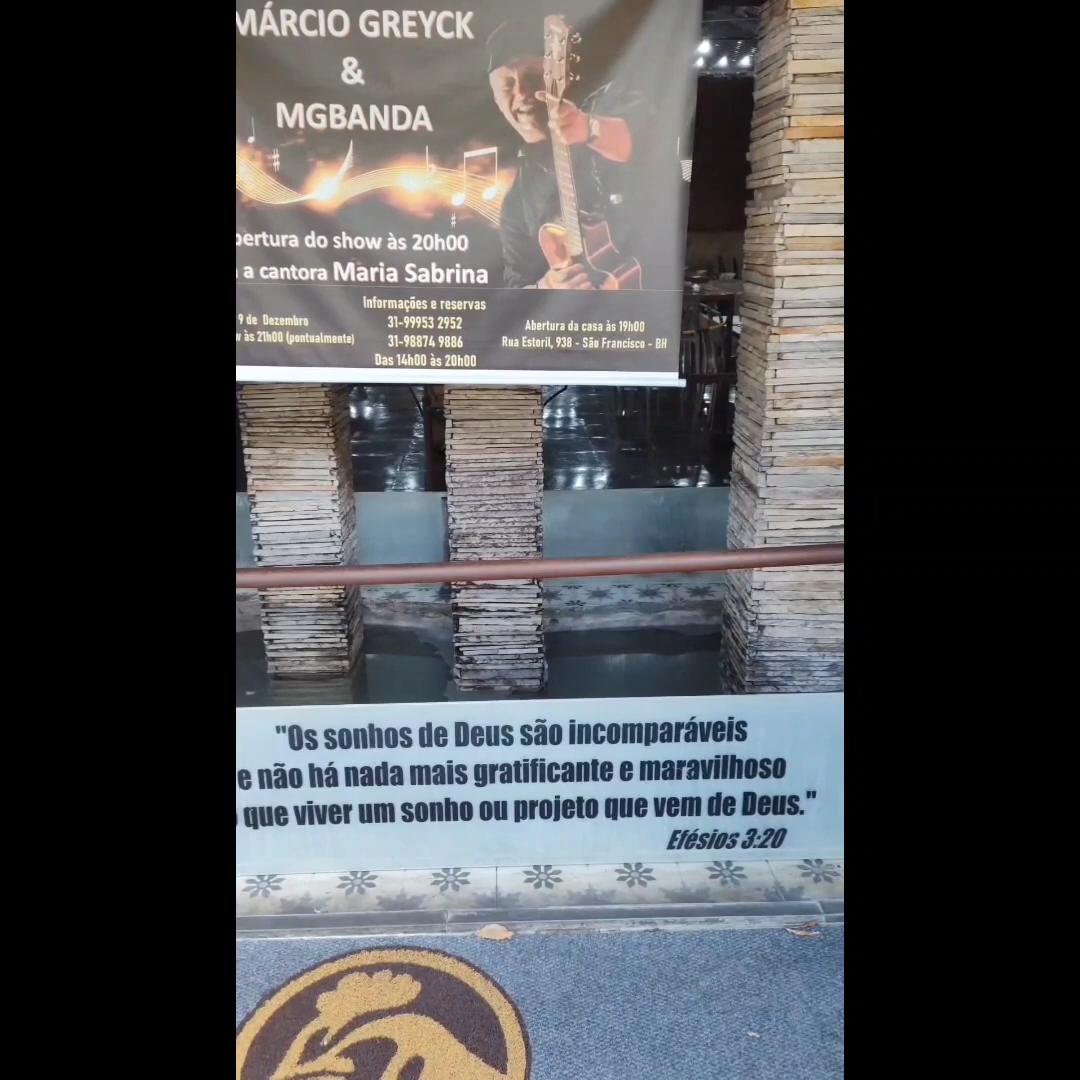 MÁRCIO GREYCK
&
MGBANDA
bertura do show às 20h00
a cantora Maria Sabrina
Informações e reservas
31-99953 2952
31-98874 9886
Das 14h00 às 20h00
9 de Dezembro
às 21h00 (pontualmente)
Abertura da casa às 19h00
Rua Estoril, 938 - São Francisco - BH
"Os sonhos de Deus são incomparáveis
e não há nada mais gratificante e maravilhoso
que viver um sonho ou projeto que vem de Deus."
Efésios 3:20